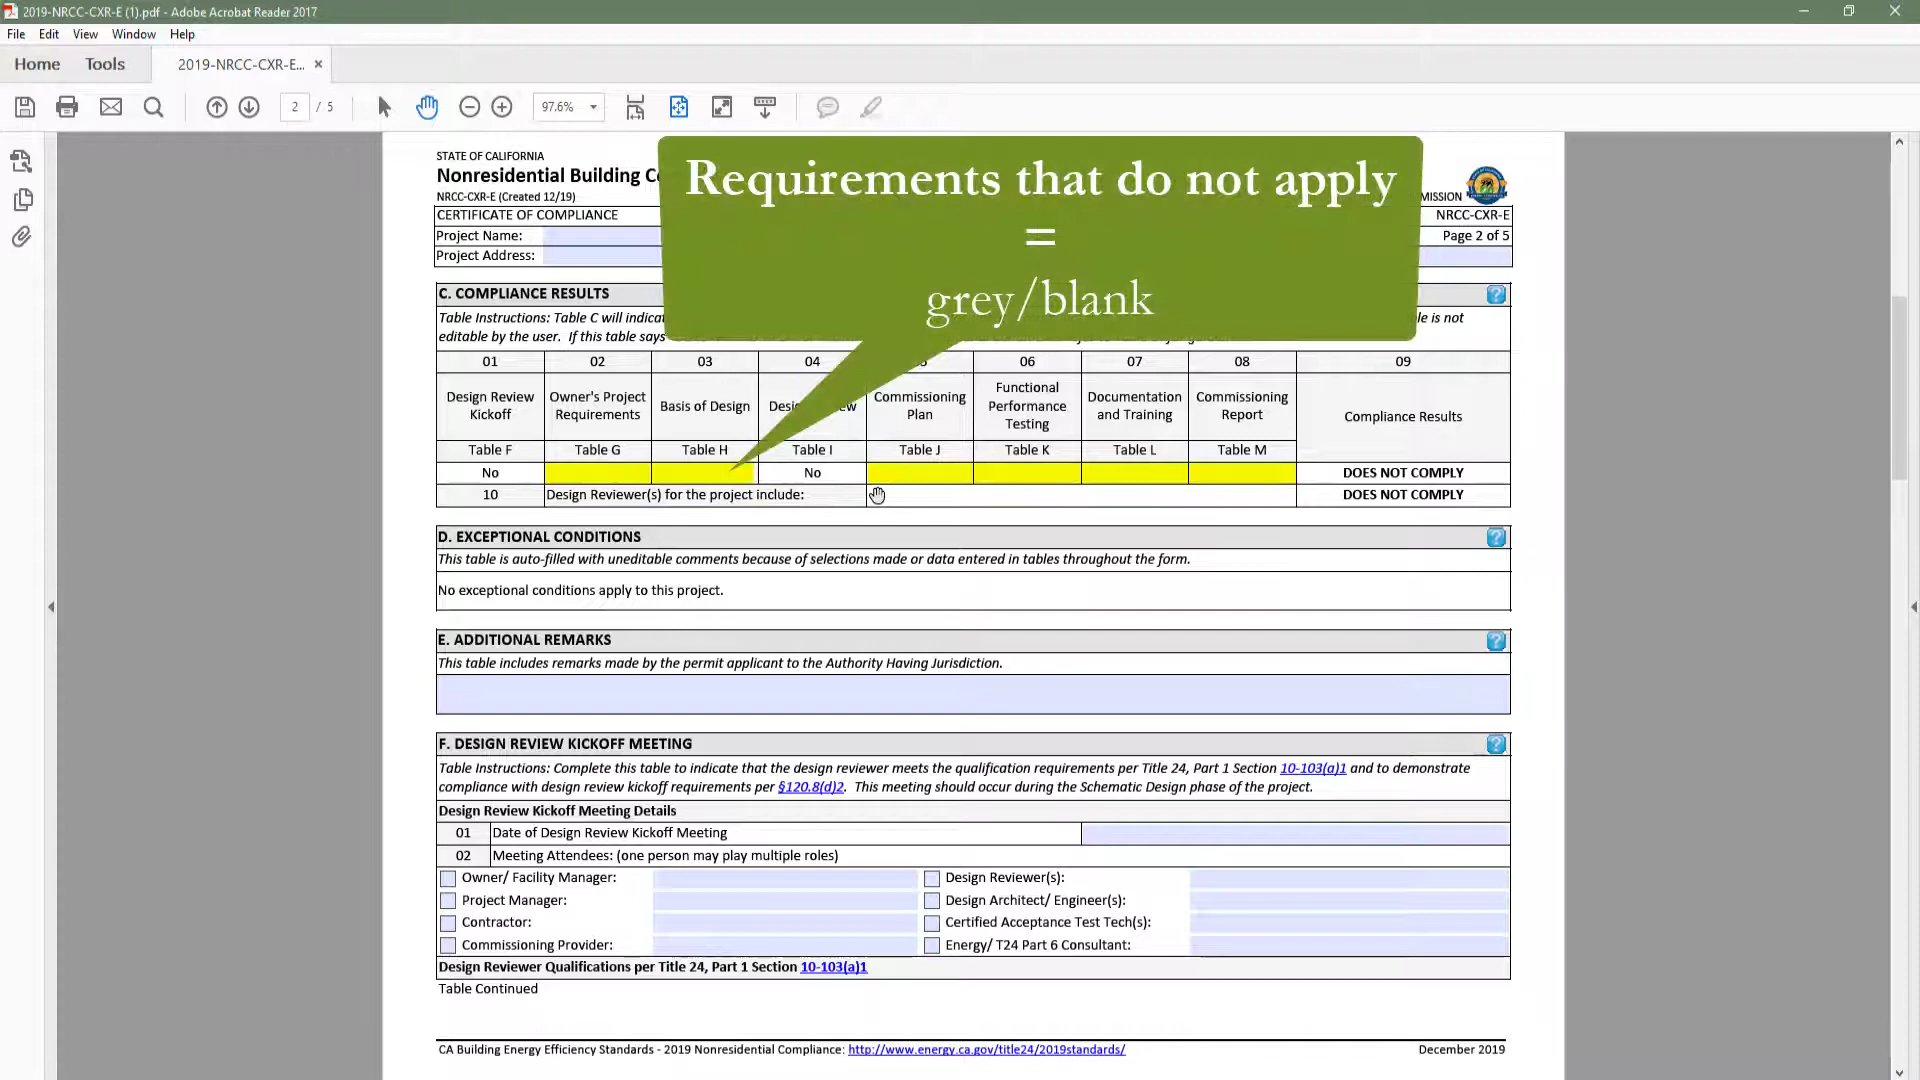 2019-NRCC-CXR-E (1).pdf - Adobe Acrobat Reader 2017
File Edit View Window Help
Home Tools 2019-NRCC-CXR-E... ×
2 / 5 97.6%
Requirements that do not apply
=
grey/blank
STATE OF CALIFORNIA
Nonresidential Building
NRCC-CXR-E (Created 12/19)
CERTIFICATE OF COMPLIANCE NRCC-CXR-E
Project Name: Page 2 of 5
Project Address:
C. COMPLIANCE RESULTS
Table Instructions: Table C will is not
editable by the user. If this table says
01 02 03 04 06 07 08 09
Design Review Kickoff
Owner's Project Requirements
Basis of Design
Commissioning Plan
Functional Performance Testing
Documentation and Training
Commissioning Report
Compliance Results
Table F Table G Table H Table I Table J Table K Table L Table M
No No DOES NOT COMPLY
10 Design Reviewer(s) for the project include: DOES NOT COMPLY
D. EXCEPTIONAL CONDITIONS
This table is auto-filled with uneditable comments because of selections made or data entered in tables throughout the form.
No exceptional conditions apply to this project.
E. ADDITIONAL REMARKS
This table includes remarks made by the permit applicant to the Authority Having Jurisdiction.
F. DESIGN REVIEW KICKOFF MEETING
Table Instructions: Complete this table to indicate that the design reviewer meets the qualification requirements per Title 24, Part 1 Section 10-103(a)1 and to demonstrate
compliance with design review kickoff requirements per §120.8(d)2. This meeting should occur during the Schematic Design phase of the project.
Design Review Kickoff Meeting Details
01 Date of Design Review Kickoff Meeting
02 Meeting Attendees: (one person may play multiple roles)
Owner/ Facility Manager: Design Reviewer(s):
Project Manager: Design Architect/ Engineer(s):
Contractor: Certified Acceptance Test Tech(s):
Commissioning Provider: Energy/ T24 Part 6 Consultant:
Design Reviewer Qualifications per Title 24, Part 1 Section 10-103(a)1
Table Continued
CA Building Energy Efficiency Standards - 2019 Nonresidential Compliance: http://www.energy.ca.gov/title24/2019standards/ December 2019